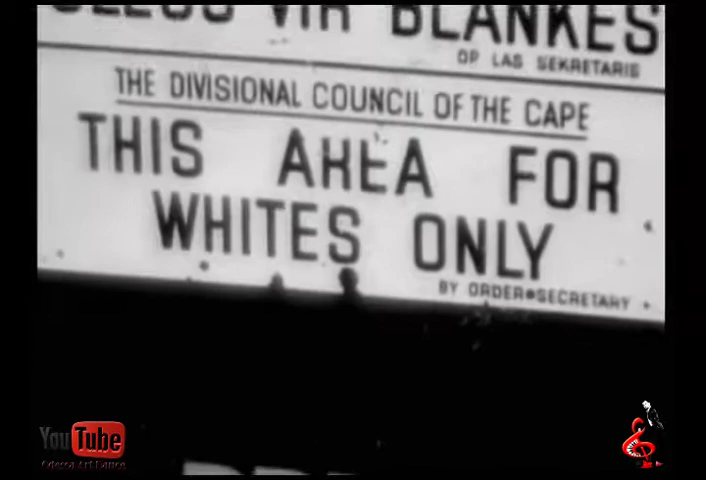 SLEGS VIR BLANKES
OP LAS SEKRETARIS
THE DIVISIONAL COUNCIL OF THE CAPE
THIS AREA FOR
WHITES ONLY
BY ORDER•SECRETARY
YouTube